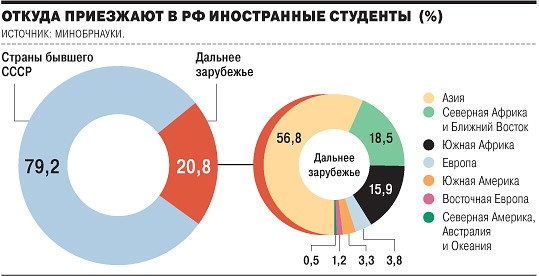 ОТКУДА ПРИЕЗЖАЮТ В РФ ИНОСТРАННЫЕ СТУДЕНТЫ (%)
ИСТОЧНИК: МИНОБРНАУКИ.
Страны бывшего
СССР
Дальнее
зарубежье
79,2
20,8
56,8
18,5
15,9
Дальнее
зарубежье
0,5
1,2
3,3
3,8
Азия
Северная Африка
и Ближний Восток
Южная Африка
Европа
Южная Америка
Восточная Европа
Северная Америка,
Австралия
и Океания